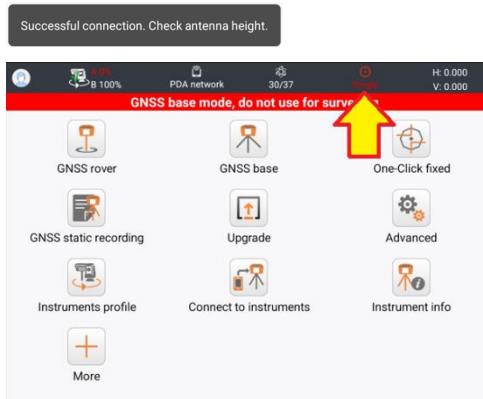 Successful connection. Check antenna height.
A 0%
B 100%
PDA network
30/37
Single
H: 0.000
V: 0.000
GNSS base mode, do not use for
GNSS rover
GNSS base
One-Click fixed
GNSS static recording
Upgrade
Advanced
Instruments profile
Connect to instruments
Instrument info
More